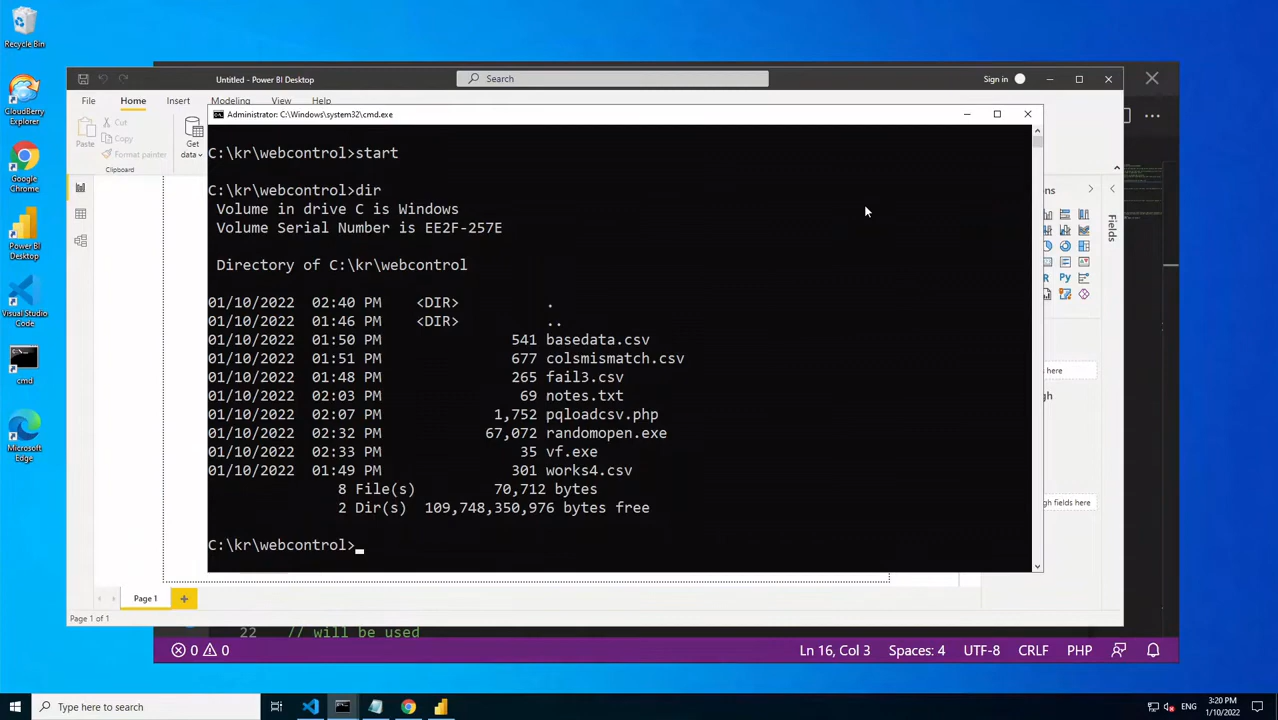 Recycle Bin
CloudBerry
Explorer
Google
Chrome
Power BI
Desktop
Visual Studio
Code
cmd
Microsoft
Edge
Untitled - Power BI Desktop
Search
Sign in
File Home Insert Modeling View Help
Cut
Copy
Format painter
Paste
Clipboard
Get
data
Administrator: C:\Windows\system32\cmd.exe
C:\kr\webcontrol>start
C:\kr\webcontrol>dir
Volume in drive C is Windows
Volume Serial Number is EE2F-257E
Directory of C:\kr\webcontrol
01/10/2022 02:40 PM <DIR> .
01/10/2022 01:46 PM <DIR> ..
01/10/2022 01:50 PM 541 basedata.csv
01/10/2022 01:51 PM 677 colsmismatch.csv
01/10/2022 01:48 PM 265 fail3.csv
01/10/2022 02:03 PM 69 notes.txt
01/10/2022 02:07 PM 1,752 pqloadcsv.php
01/10/2022 02:32 PM 67,072 randomopen.exe
01/10/2022 02:33 PM 35 vf.exe
01/10/2022 01:49 PM 301 works4.csv
8 File(s) 70,712 bytes
2 Dir(s) 109,748,350,976 bytes free
C:\kr\webcontrol>
ns
Fields
R Py
here
gh
gh fields here
Page 1
Page 1 of 1
22 // will be used
0 0
Ln 16, Col 3 Spaces: 4 UTF-8 CRLF PHP
Type here to search
ENG
3:20 PM
1/10/2022